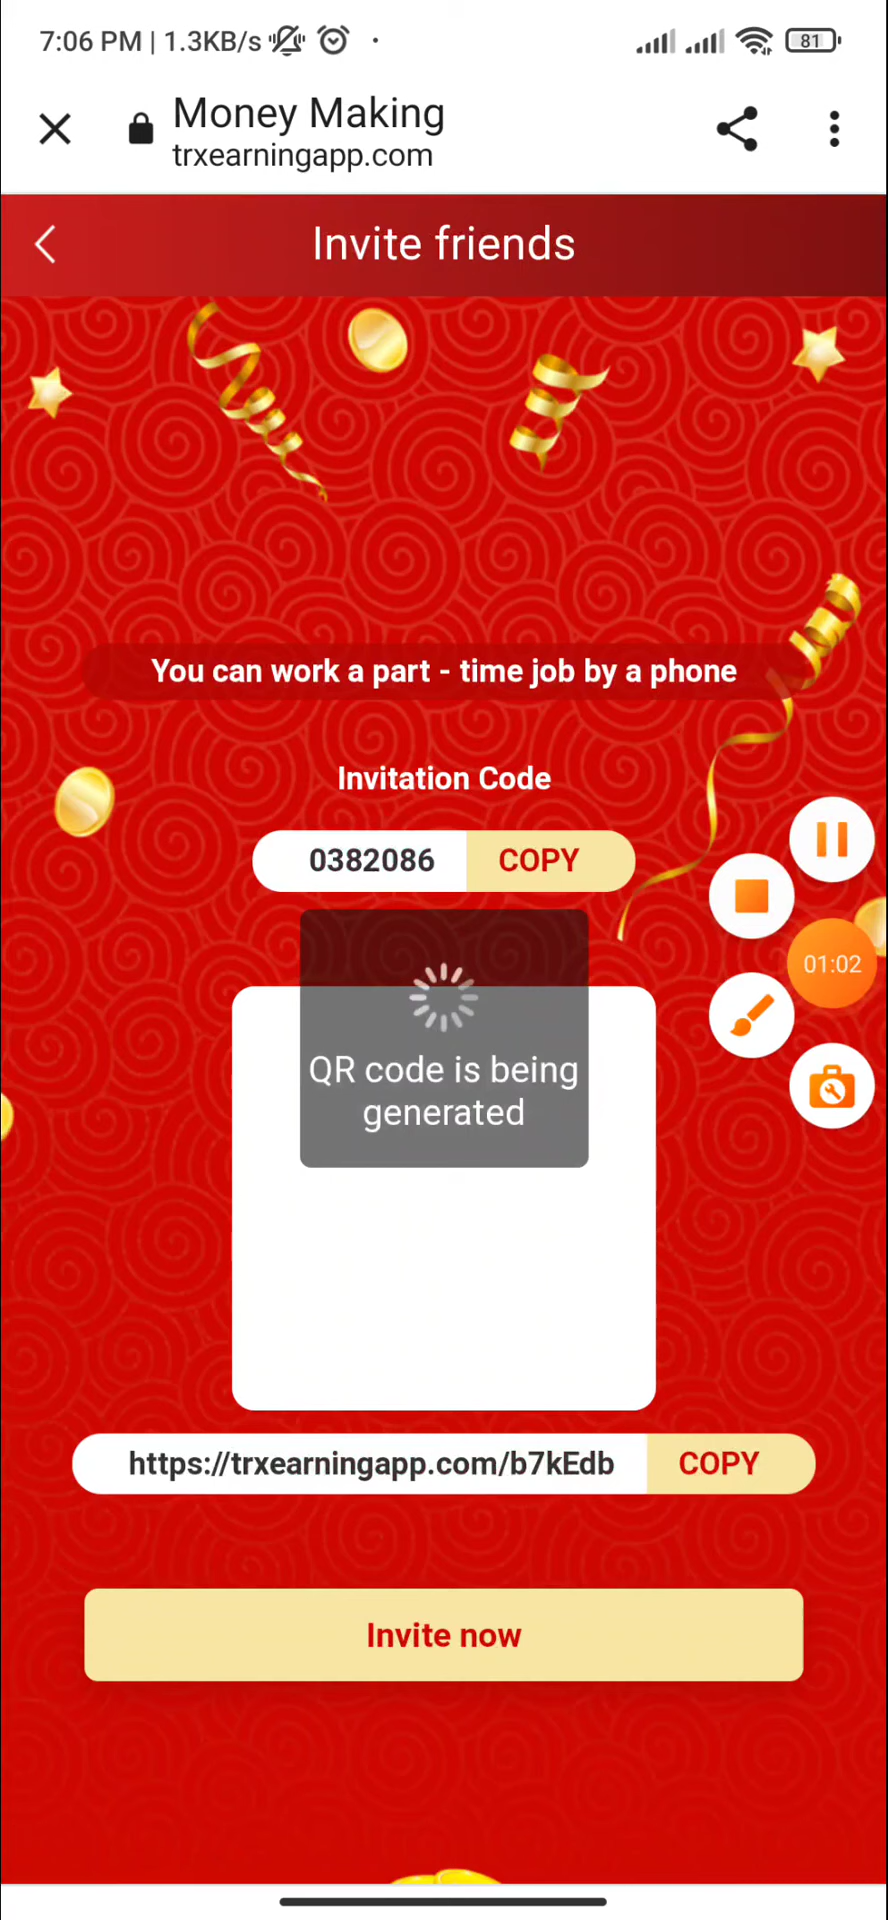 7:06 PM | 1.3KB/s
81
Money Making
trxearningapp.com
Invite friends
You can work a part - time job by a phone
Invitation Code
0382086 COPY
01:02
QR code is being
generated
https://trxearningapp.com/b7kEdb COPY
Invite now